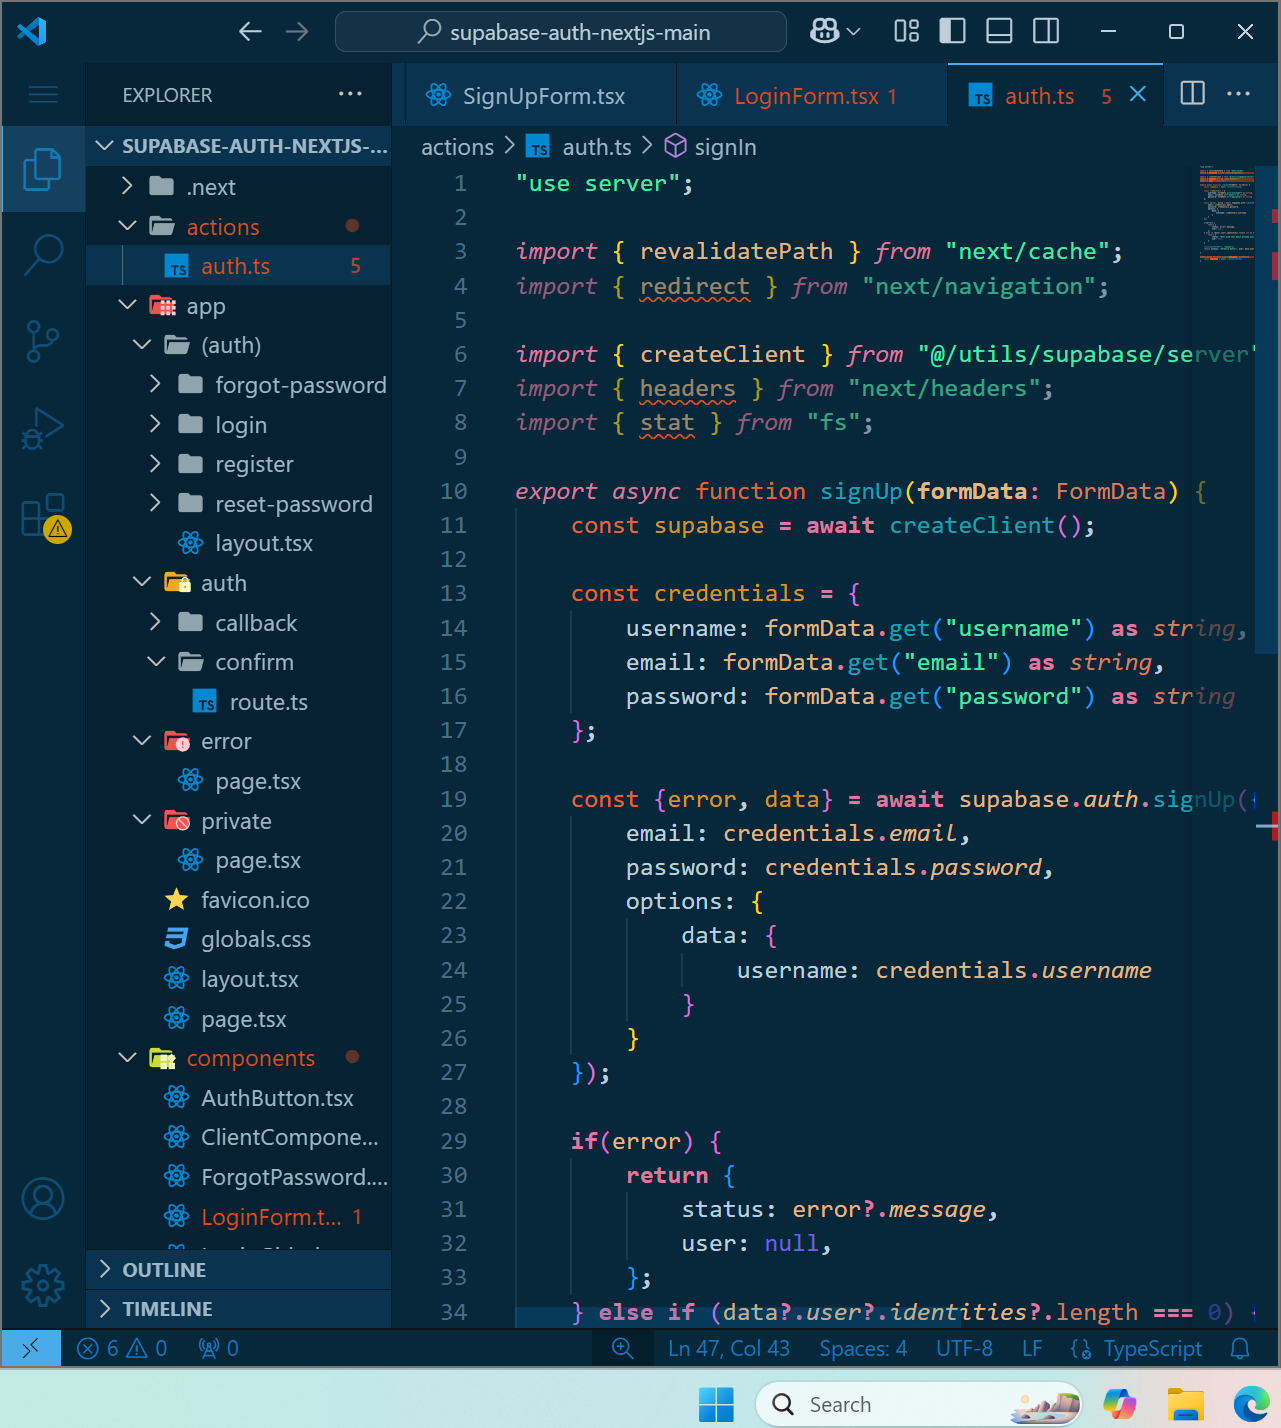 supabase-auth-nextjs-main
EXPLORER
SUPABASE-AUTH-NEXTJS-...
.next
actions
auth.ts 5
app
(auth)
forgot-password
login
register
reset-password
layout.tsx
auth
callback
confirm
route.ts
error
page.tsx
private
page.tsx
favicon.ico
globals.css
layout.tsx
page.tsx
components
AuthButton.tsx
ClientCompone...
ForgotPassword....
LoginForm.t... 1
OUTLINE
TIMELINE
SignUpForm.tsx LoginForm.tsx 1 auth.ts 5
actions > auth.ts > signIn
1 "use server";
2
3 import { revalidatePath } from "next/cache";
4 import { redirect } from "next/navigation";
5
6 import { createClient } from "@/utils/supabase/server"
7 import { headers } from "next/headers";
8 import { stat } from "fs";
9
10 export async function signUp(formData: FormData) {
11 const supabase = await createClient();
12
13 const credentials = {
14 username: formData.get("username") as string,
15 email: formData.get("email") as string,
16 password: formData.get("password") as string
17 };
18
19 const {error, data} = await supabase.auth.signUp({
20 email: credentials.email,
21 password: credentials.password,
22 options: {
23 data: {
24 username: credentials.username
25 }
26 }
27 });
28
29 if(error) {
30 return {
31 status: error?.message,
32 user: null,
33 };
34 } else if (data?.user?.identities?.length === 0) {
6 0 0 Ln 47, Col 43 Spaces: 4 UTF-8 LF TypeScript
Search